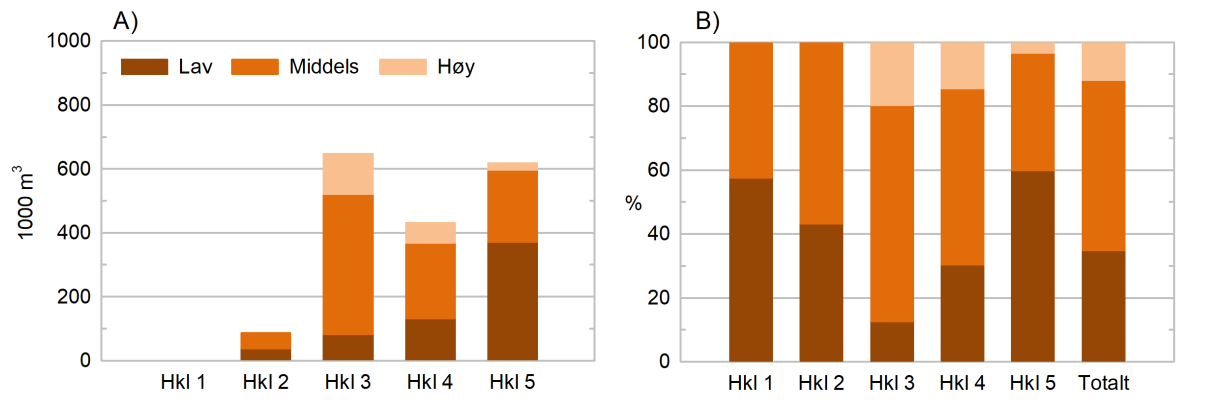 A)
1000
Lav Middels Høy
800
600
400
200
0
1000 m³
Hkl 1 Hkl 2 Hkl 3 Hkl 4 Hkl 5
B)
100
80
60
40
20
0
%
Hkl 1 Hkl 2 Hkl 3 Hkl 4 Hkl 5 Totalt